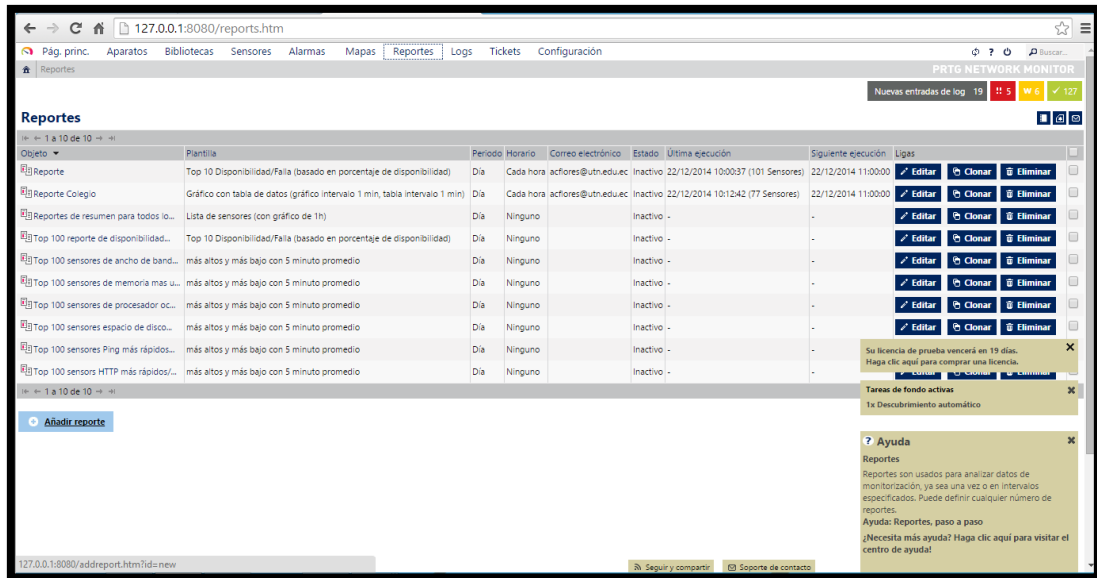 127.0.0.1:8080/reports.htm
Pág. princ. Aparatos Bibliotecas Sensores Alarmas Mapas Reportes Logs Tickets Configuración Buscar...
Reportes PRTG NETWORK MONITOR
Nuevas entradas de log 19 !! 5 W 6 ✓ 127
Reportes
1 a 10 de 10
Objeto Plantilla Periodo Horario Correo electrónico Estado Última ejecución Siguiente ejecución Ligas
Reporte Top 10 Disponibilidad/Falla (basado en porcentaje de disponibilidad) Día Cada hora acflores@utn.edu.ec Inactivo 22/12/2014 10:00:37 (101 Sensores) 22/12/2014 11:00:00 Editar Clonar Eliminar
Reporte Colegio Gráfico con tabla de datos (gráfico intervalo 1 min, tabla intervalo 1 min) Día Cada hora acflores@utn.edu.ec Inactivo 22/12/2014 10:12:42 (77 Sensores) 22/12/2014 11:00:00 Editar Clonar Eliminar
Reportes de resumen para todos lo... Lista de sensores (con gráfico de 1h) Día Ninguno Inactivo - - Editar Clonar Eliminar
Top 100 reporte de disponibilidad... Top 10 Disponibilidad/Falla (basado en porcentaje de disponibilidad) Día Ninguno Inactivo - - Editar Clonar Eliminar
Top 100 sensores de ancho de band... más altos y más bajo con 5 minuto promedio Día Ninguno Inactivo - - Editar Clonar Eliminar
Top 100 sensores de memoria mas u... más altos y más bajo con 5 minuto promedio Día Ninguno Inactivo - - Editar Clonar Eliminar
Top 100 sensores de procesador oc... más altos y más bajo con 5 minuto promedio Día Ninguno Inactivo - - Editar Clonar Eliminar
Top 100 sensores espacio de disco... más altos y más bajo con 5 minuto promedio Día Ninguno Inactivo - - Editar Clonar Eliminar
Top 100 sensores Ping más rápidos... más altos y más bajo con 5 minuto promedio Día Ninguno Inactivo - -
Top 100 sensors HTTP más rápidos/... más altos y más bajo con 5 minuto promedio Día Ninguno Inactivo - -
1 a 10 de 10
Su licencia de prueba vencerá en 19 días.
Haga clic aquí para comprar una licencia.
Tareas de fondo activas
1x Descubrimiento automático
Añadir reporte
? Ayuda
Reportes
Reportes son usados para analizar datos de
monitorización, ya sea una vez o en intervalos
especificados. Puede definir cualquier número de
reportes.
Ayuda: Reportes, paso a paso
¿Necesita más ayuda? Haga clic aquí para visitar el
centro de ayuda!
127.0.0.1:8080/addreport.htm?id=new
Seguir y compartir Soporte de contacto